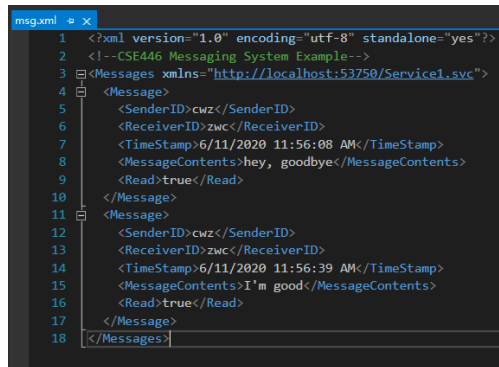 msg.xml
1 <?xml version="1.0" encoding="utf-8" standalone="yes"?>
2 <!--CSE446 Messaging System Example-->
3 <Messages xmlns="http://localhost:53750/Service1.svc">
4 <Message>
5 <SenderID>cwz</SenderID>
6 <ReceiverID>zwc</ReceiverID>
7 <TimeStamp>6/11/2020 11:56:08 AM</TimeStamp>
8 <MessageContents>hey, goodbye</MessageContents>
9 <Read>true</Read>
10 </Message>
11 <Message>
12 <SenderID>cwz</SenderID>
13 <ReceiverID>zwc</ReceiverID>
14 <TimeStamp>6/11/2020 11:56:39 AM</TimeStamp>
15 <MessageContents>I'm good</MessageContents>
16 <Read>true</Read>
17 </Message>
18 </Messages>